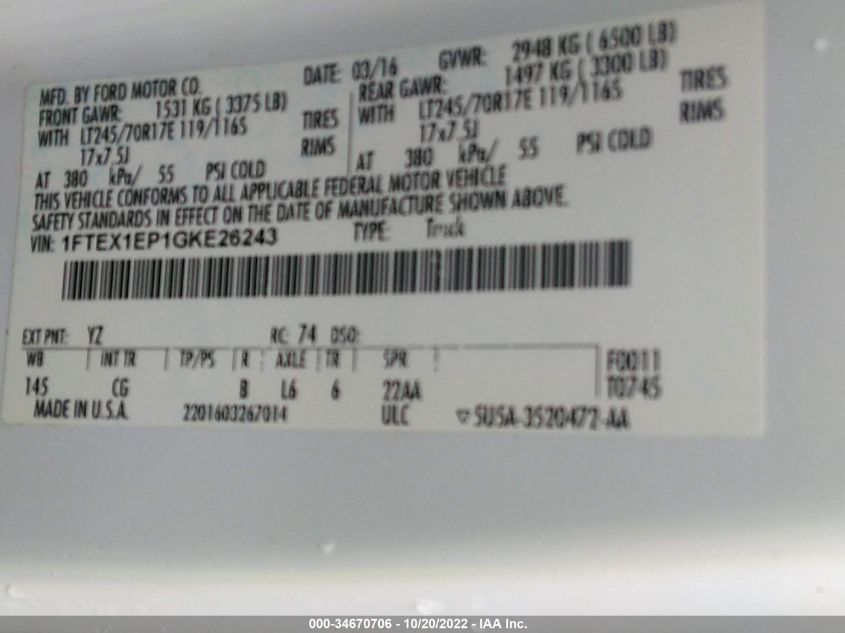 MFD. BY FORD MOTOR CO. DATE: 03/16 GVWR: 2948 KG ( 6500 LB)
FRONT GAWR: 1531 KG ( 3375 LB) REAR GAWR: 1497 KG ( 3300 LB)
WITH LT245/70R17E 119/116S TIRES WITH LT245/70R17E 119/116S TIRES
17x7.5J RIMS 17x7.5J RIMS
AT 380 kPa/ 55 PSI COLD AT 380 kPa/ 55 PSI COLD
THIS VEHICLE CONFORMS TO ALL APPLICABLE FEDERAL MOTOR VEHICLE
SAFETY STANDARDS IN EFFECT ON THE DATE OF MANUFACTURE SHOWN ABOVE.
VIN: 1FTEX1EP1GKE26243 TYPE: Truck
EXT PNT: YZ RC: 74 DSO:
WB INT TR TP/PS R AXLE TR SPR F0011
145 CG B L6 6 22AA T0745
MADE IN U.S.A. 2201603267014 ULC 5U5A-3520472-AA
000-34670706 - 10/20/2022 - IAA Inc.